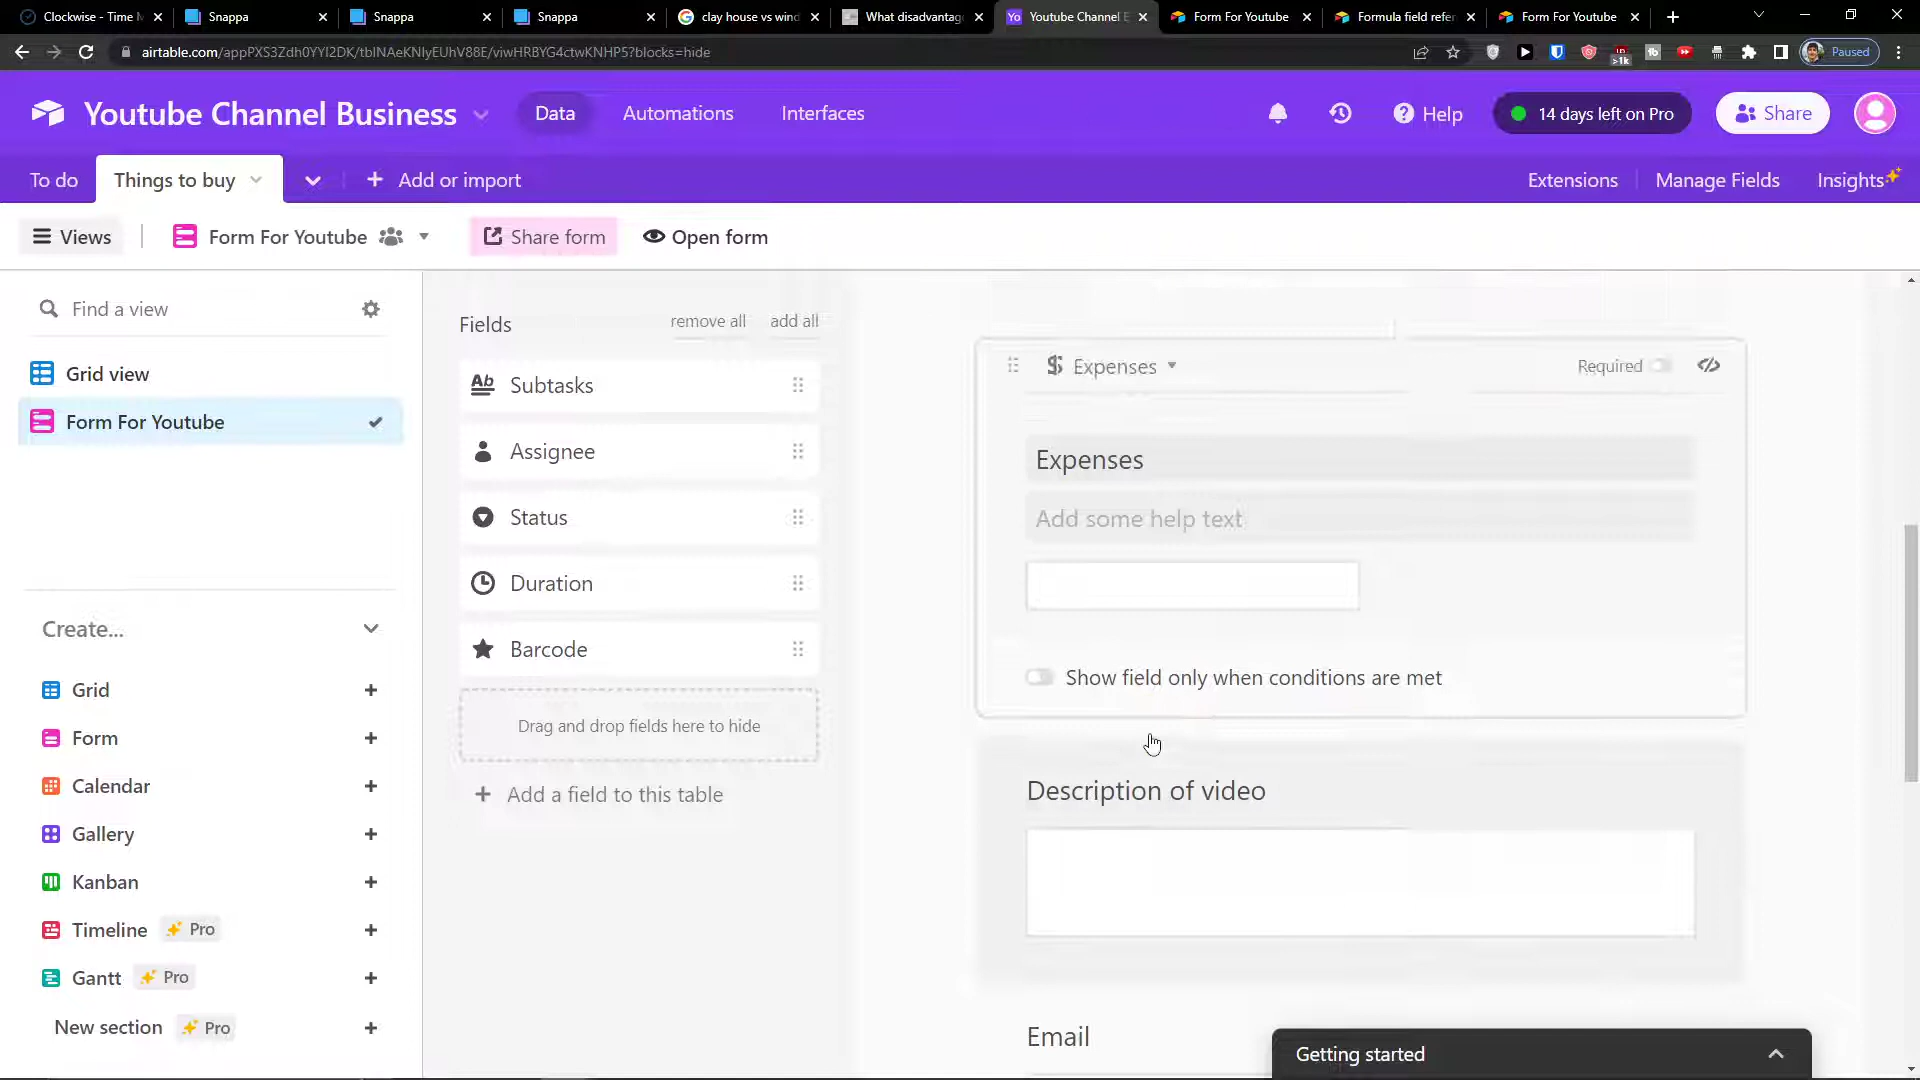 Clockwise - Time M
Snappa
Snappa
Snappa
clay house vs wind
What disadvantag
Youtube Channel B
Form For Youtube
Formula field refer
Form For Youtube
airtable.com/appPXS3Zdh0YYI2DK/tblNAeKNIyEUhV88E/viwHRBYG4ctwKNHP5?blocks=hide
>1k
Paused
Youtube Channel Business
Data
Automations
Interfaces
Help
14 days left on Pro
Share
To do
Things to buy
Add or import
Extensions
Manage Fields
Insights
Views
Form For Youtube
Share form
Open form
Find a view
Grid view
Form For Youtube
Create...
Grid
Form
Calendar
Gallery
Kanban
Timeline
Pro
Gantt
Pro
New section
Pro
Fields
remove all
add all
Subtasks
Assignee
Status
Duration
Barcode
Drag and drop fields here to hide
Add a field to this table
Expenses
Required
Expenses
Add some help text
Show field only when conditions are met
Description of video
Email
Getting started